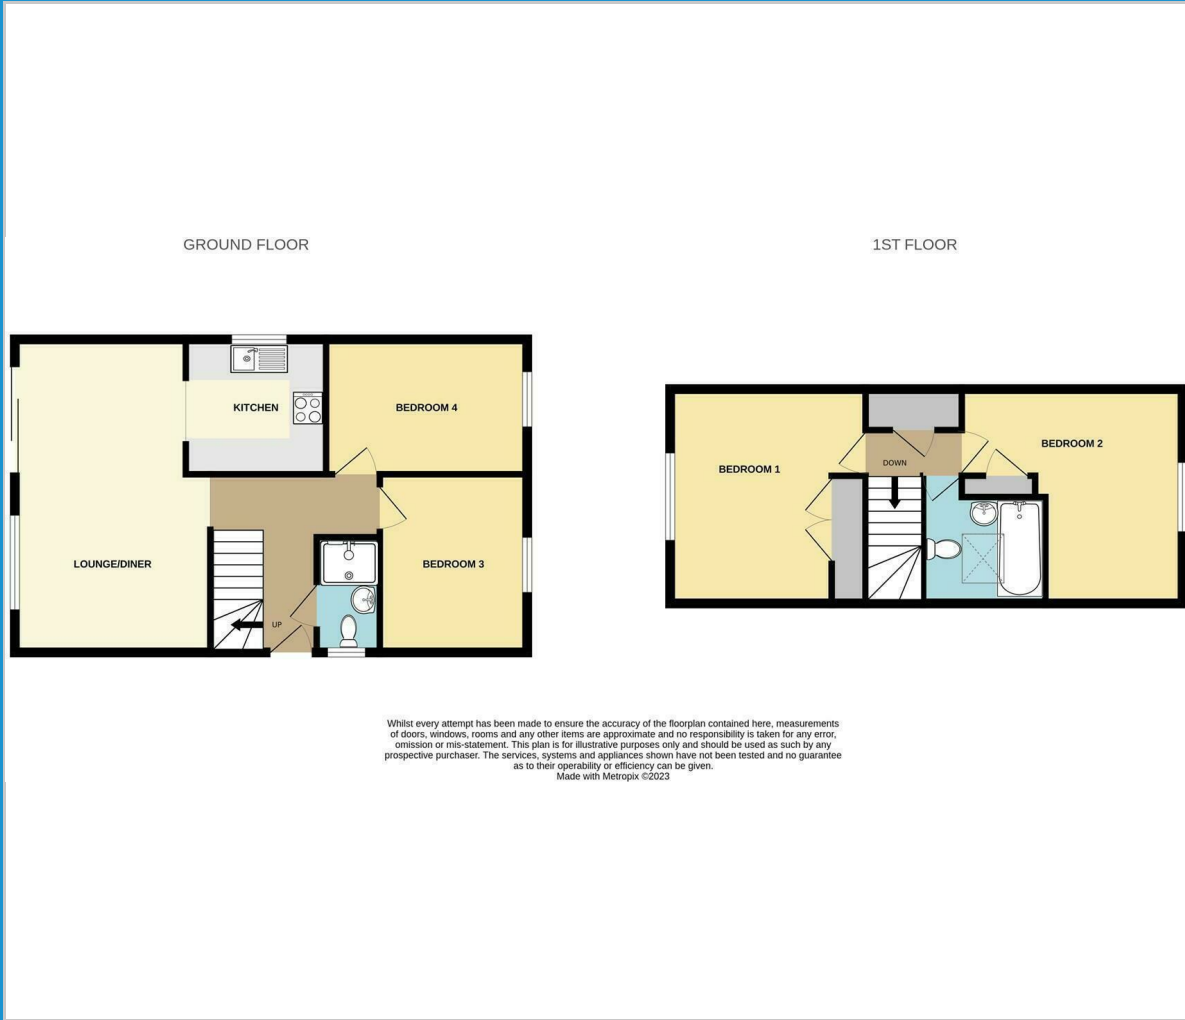 GROUND FLOOR
1ST FLOOR
KITCHEN
BEDROOM 4
LOUNGE/DINER
BEDROOM 3
UP
BEDROOM 1
DOWN
BEDROOM 2
Whilst every attempt has been made to ensure the accuracy of the floorplan contained here, measurements
of doors, windows, rooms and any other items are approximate and no responsibility is taken for any error,
omission or mis-statement. This plan is for illustrative purposes only and should be used as such by any
prospective purchaser. The services, systems and appliances shown have not been tested and no guarantee
as to their operability or efficiency can be given.
Made with Metropix ©2023